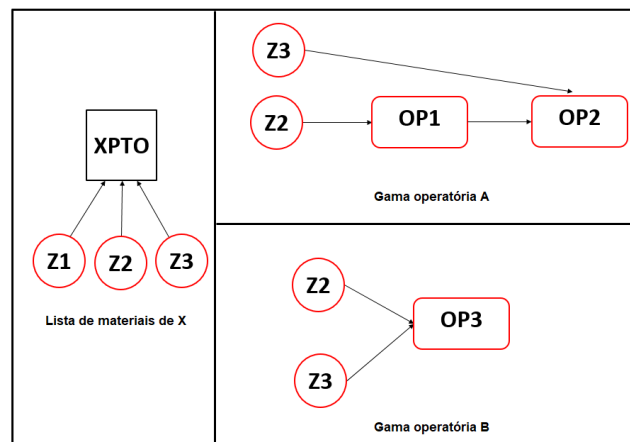 XPTO
Z1
Z2
Z3
Lista de materiais de X
Z3
Z2
OP1
OP2
Gama operatória A
Z2
OP3
Z3
Gama operatória B